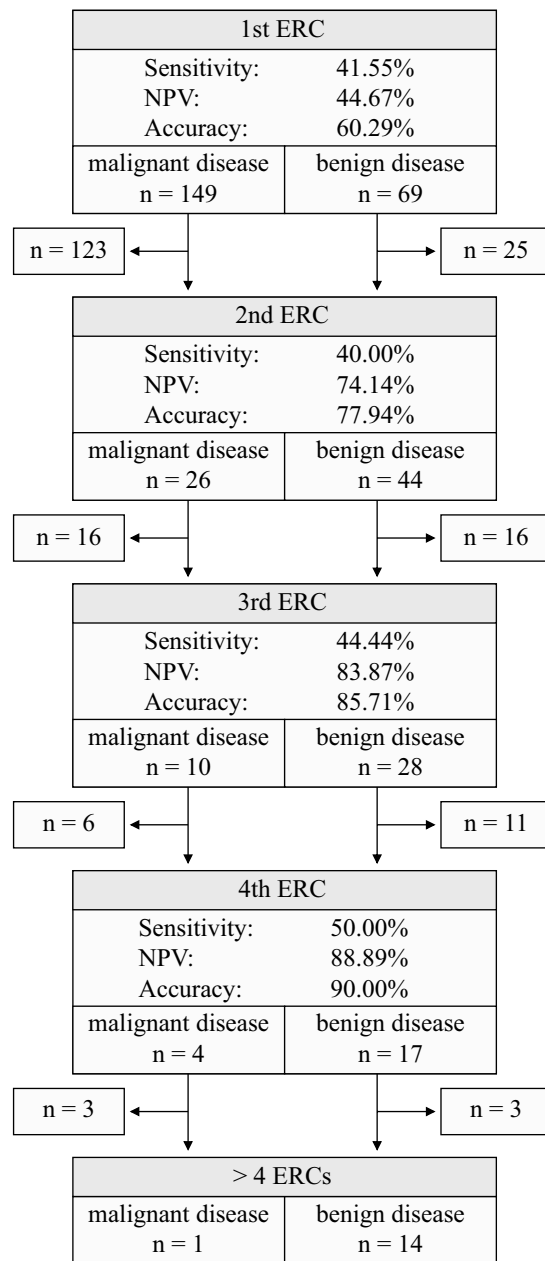 1st ERC
Sensitivity: 41.55%
NPV: 44.67%
Accuracy: 60.29%
malignant disease benign disease
n = 149 n = 69
n = 123 n = 25
2nd ERC
Sensitivity: 40.00%
NPV: 74.14%
Accuracy: 77.94%
malignant disease benign disease
n = 26 n = 44
n = 16 n = 16
3rd ERC
Sensitivity: 44.44%
NPV: 83.87%
Accuracy: 85.71%
malignant disease benign disease
n = 10 n = 28
n = 6 n = 11
4th ERC
Sensitivity: 50.00%
NPV: 88.89%
Accuracy: 90.00%
malignant disease benign disease
n = 4 n = 17
n = 3 n = 3
> 4 ERCs
malignant disease benign disease
n = 1 n = 14